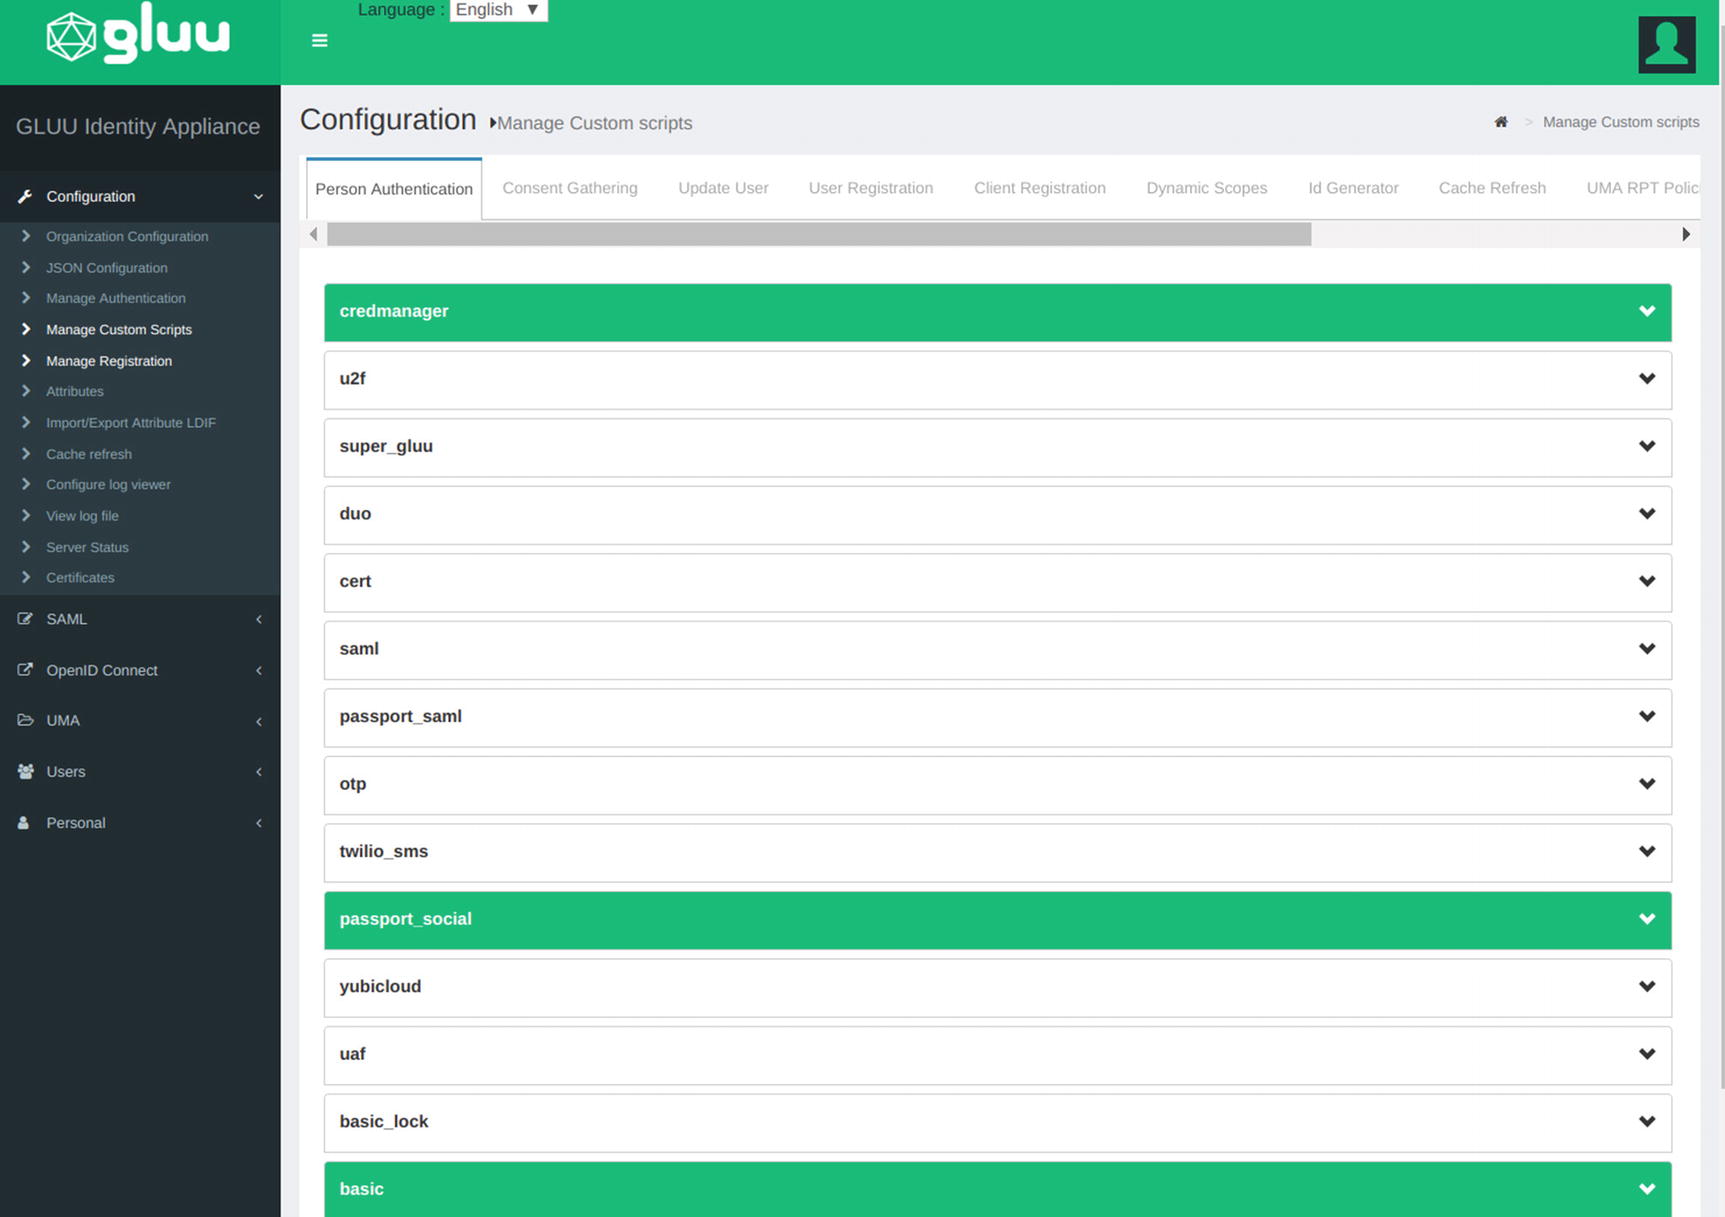 gluu
Language : English
GLUU Identity Appliance
Configuration
Organization Configuration
JSON Configuration
Manage Authentication
Manage Custom Scripts
Manage Registration
Attributes
Import/Export Attribute LDIF
Cache refresh
Configure log viewer
View log file
Server Status
Certificates
SAML
OpenID Connect
UMA
Users
Personal
Configuration Manage Custom scripts
> Manage Custom scripts
Person Authentication Consent Gathering Update User User Registration Client Registration Dynamic Scopes Id Generator Cache Refresh UMA RPT Polic
credmanager
u2f
super_gluu
duo
cert
saml
passport_saml
otp
twilio_sms
passport_social
yubicloud
uaf
basic_lock
basic